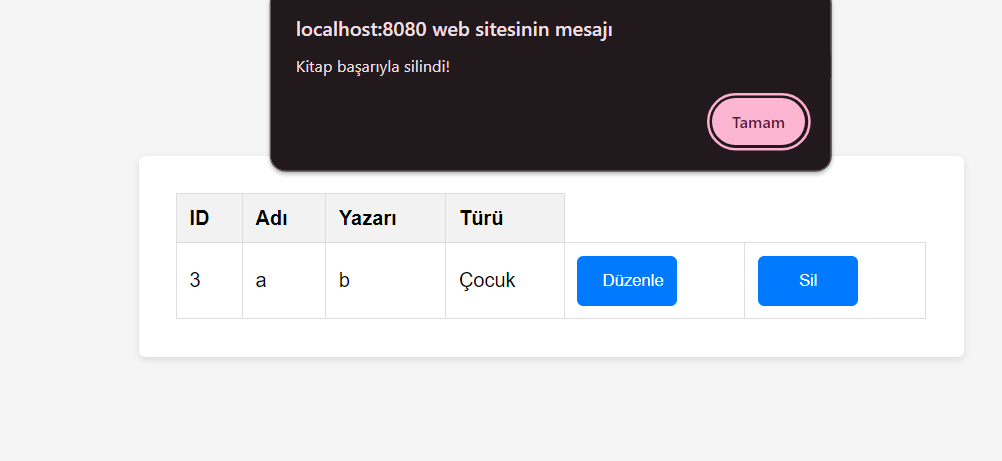 localhost:8080 web sitesinin mesajı
Kitap başarıyla silindi!
Tamam
ID Adı Yazarı Türü
3 a b Çocuk Düzenle Sil